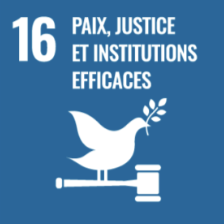 16 PAIX, JUSTICE
ET INSTITUTIONS
EFFICACES